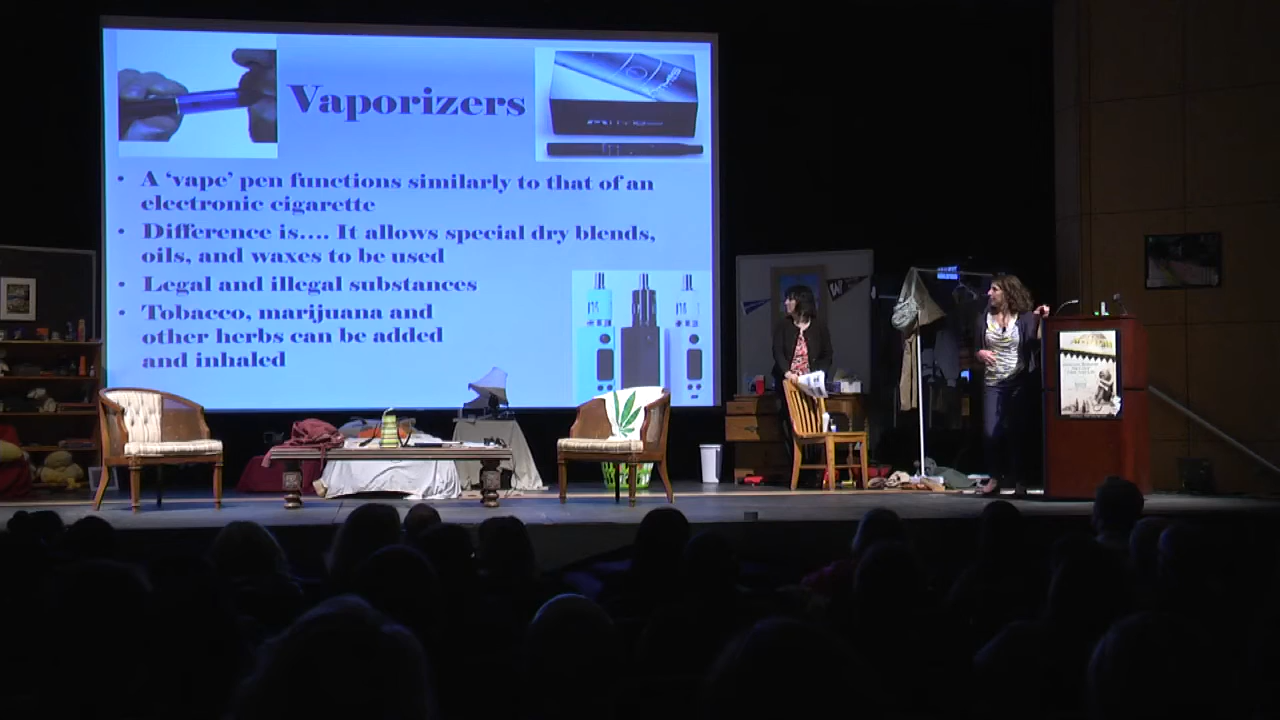 Vaporizers
• A ‘vape’ pen functions similarly to that of an
electronic cigarette
• Difference is.... It allows special dry blends,
oils, and waxes to be used
• Legal and illegal substances
• Tobacco, marijuana and
other herbs can be added
and inhaled
W